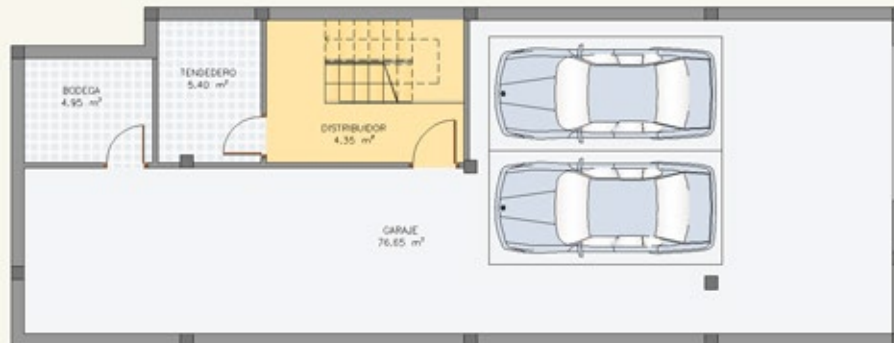 BODEGA
4.95 m²
TENDEDERO
5.40 m²
DISTRIBUIDOR
4.35 m²
GARAJE
76.65 m²